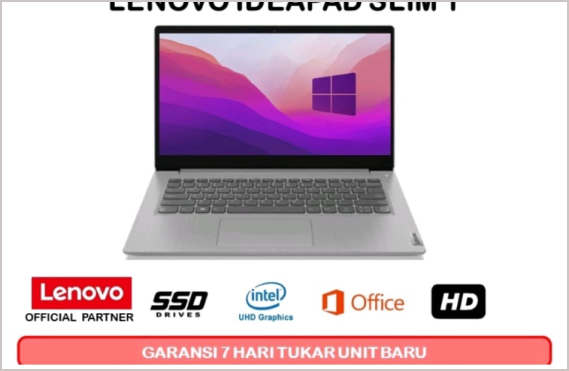 LENOVO IDEAPAD SLIM 1
Lenovo
OFFICIAL PARTNER
SSD
DRIVES
intel
UHD Graphics
Office
HD
GARANSI 7 HARI TUKAR UNIT BARU